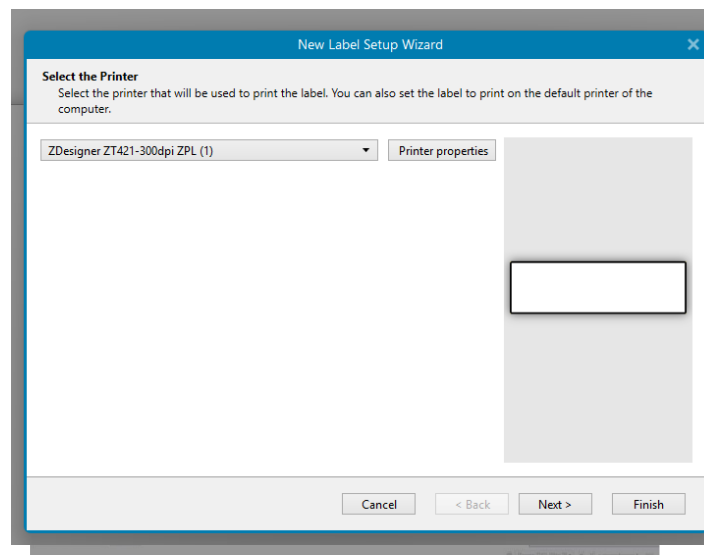 New Label Setup Wizard
Select the Printer
Select the printer that will be used to print the label. You can also set the label to print on the default printer of the
computer.
ZDesigner ZT421-300dpi ZPL (1)
Printer properties
Cancel
< Back
Next >
Finish